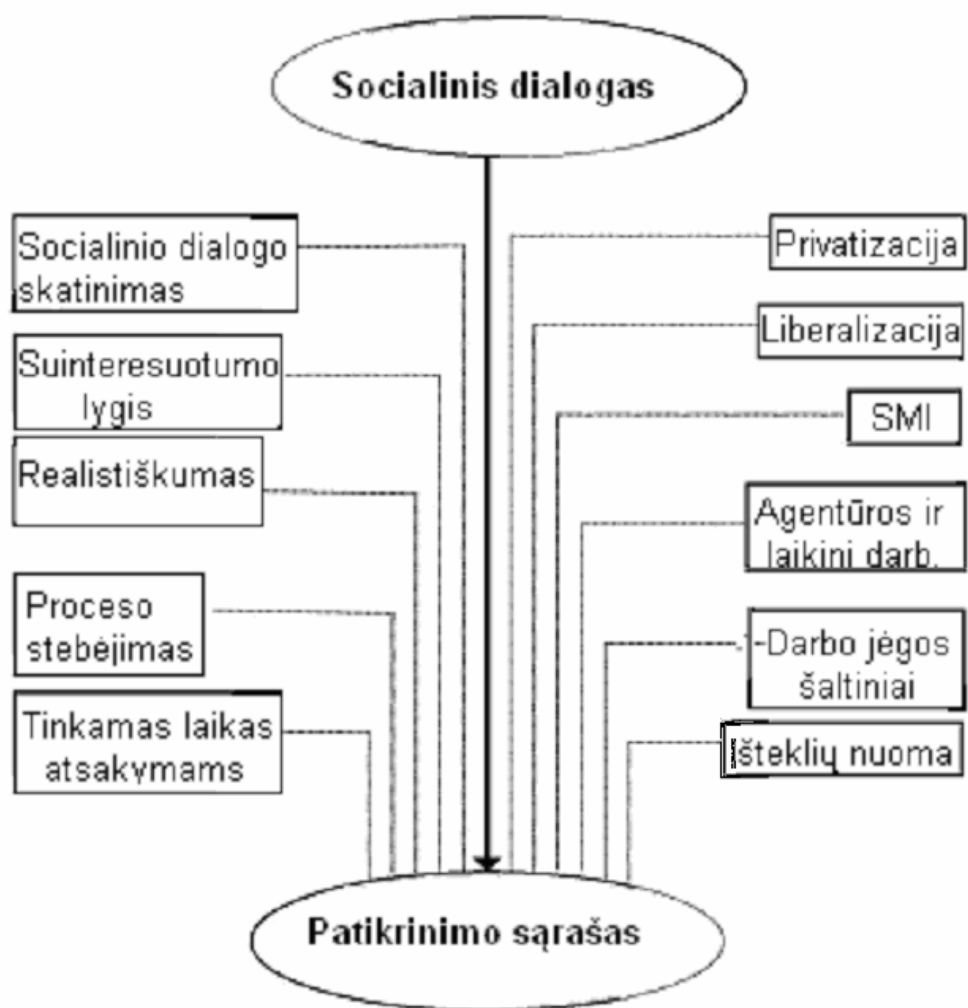 Socialinis dialogas
Socialinio dialogo
skatinimas
Suinteresuotumo
lygis
Realistiškumas
Proceso
stebėjimas
Tinkamas laikas
atsakymams
Privatizacija
Liberalizacija
SMI
Agentūros ir
laikini darb.
Darbo jėgos
šaltiniai
Išteklių nuoma
Patikrinimo sąrašas